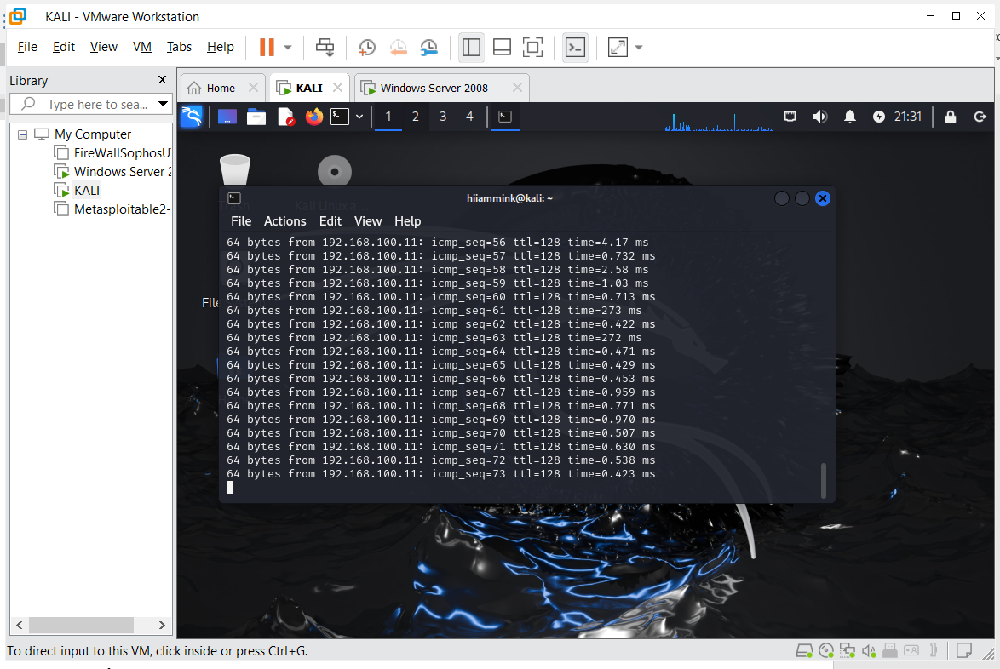 KALI - VMware Workstation
File Edit View VM Tabs Help
Library
Type here to sea...
My Computer
FireWallSophosU
Windows Server 2
KALI
Metasploitable2-
Home
KALI
Windows Server 2008
1 2 3 4
21:31
Trash
Kali Linux a...
File
hiiammink@kali: ~
File Actions Edit View Help
64 bytes from 192.168.100.11: icmp_seq=56 ttl=128 time=4.17 ms
64 bytes from 192.168.100.11: icmp_seq=57 ttl=128 time=0.732 ms
64 bytes from 192.168.100.11: icmp_seq=58 ttl=128 time=2.58 ms
64 bytes from 192.168.100.11: icmp_seq=59 ttl=128 time=1.03 ms
64 bytes from 192.168.100.11: icmp_seq=60 ttl=128 time=0.713 ms
64 bytes from 192.168.100.11: icmp_seq=61 ttl=128 time=273 ms
64 bytes from 192.168.100.11: icmp_seq=62 ttl=128 time=0.422 ms
64 bytes from 192.168.100.11: icmp_seq=63 ttl=128 time=272 ms
64 bytes from 192.168.100.11: icmp_seq=64 ttl=128 time=0.471 ms
64 bytes from 192.168.100.11: icmp_seq=65 ttl=128 time=0.429 ms
64 bytes from 192.168.100.11: icmp_seq=66 ttl=128 time=0.453 ms
64 bytes from 192.168.100.11: icmp_seq=67 ttl=128 time=0.959 ms
64 bytes from 192.168.100.11: icmp_seq=68 ttl=128 time=0.771 ms
64 bytes from 192.168.100.11: icmp_seq=69 ttl=128 time=0.970 ms
64 bytes from 192.168.100.11: icmp_seq=70 ttl=128 time=0.507 ms
64 bytes from 192.168.100.11: icmp_seq=71 ttl=128 time=0.630 ms
64 bytes from 192.168.100.11: icmp_seq=72 ttl=128 time=0.538 ms
64 bytes from 192.168.100.11: icmp_seq=73 ttl=128 time=0.423 ms
To direct input to this VM, click inside or press Ctrl+G.